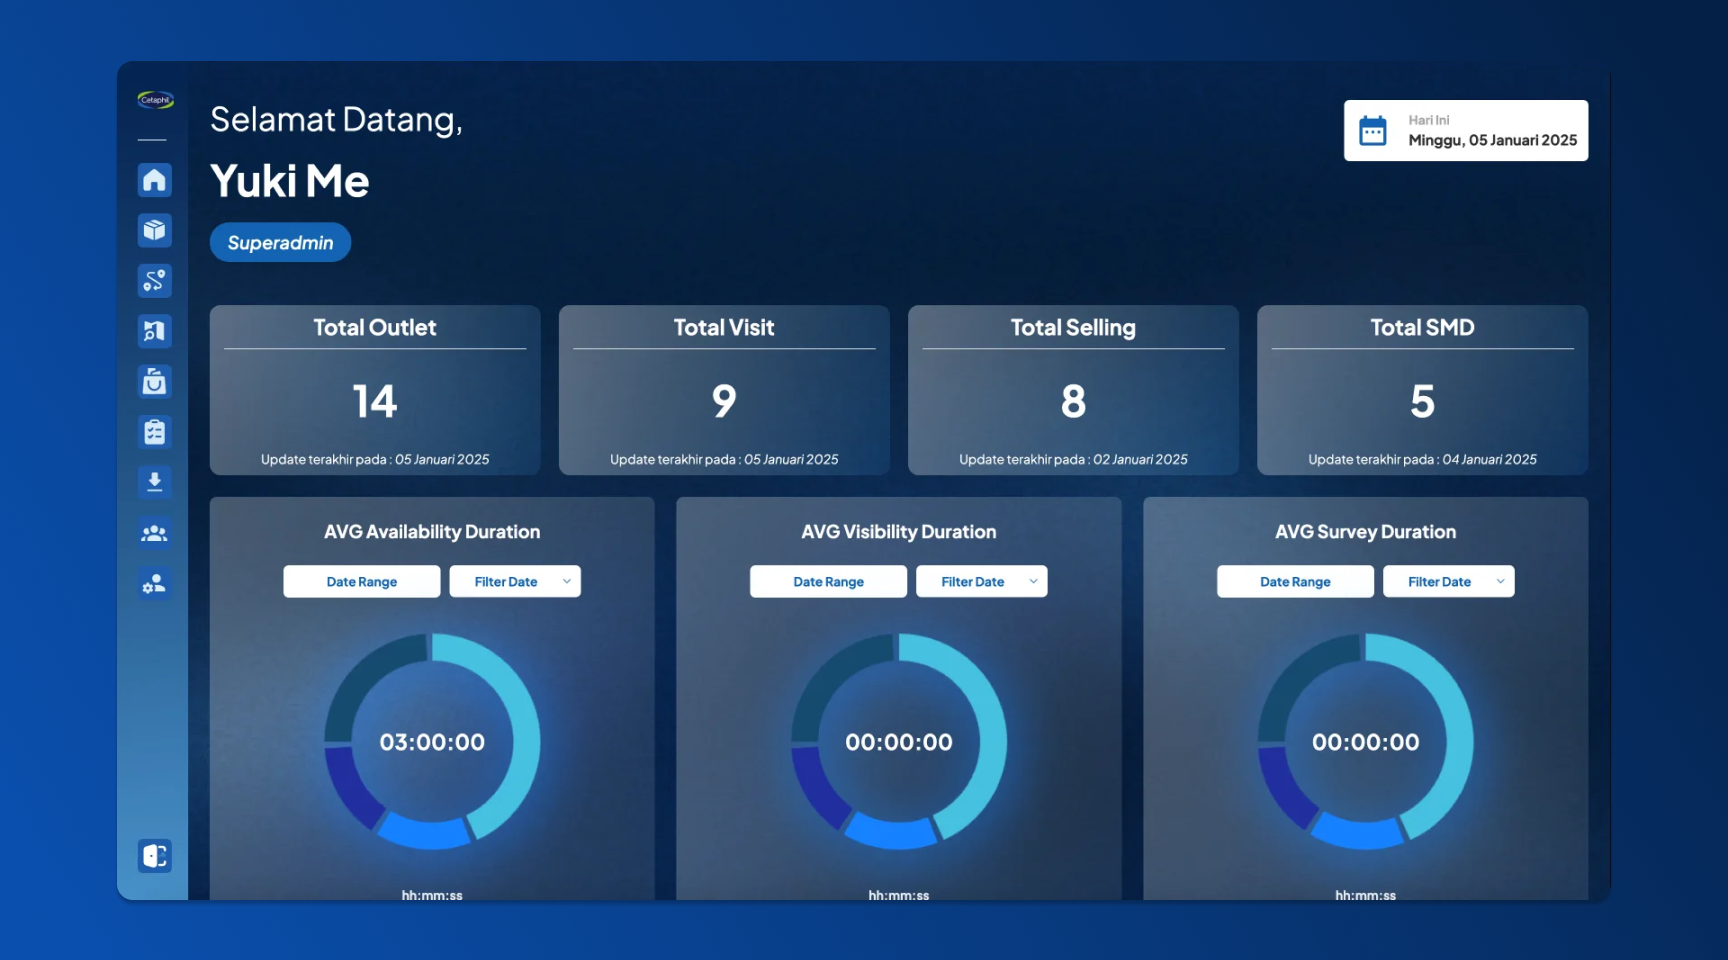 Cetaphil
Selamat Datang,
Yuki Me
Superadmin
Hari Ini
Minggu, 05 Januari 2025
Total Outlet
14
Update terakhir pada : 05 Januari 2025
Total Visit
9
Update terakhir pada : 05 Januari 2025
Total Selling
8
Update terakhir pada : 02 Januari 2025
Total SMD
5
Update terakhir pada : 04 Januari 2025
AVG Availability Duration
Date Range
Filter Date
03:00:00
hh:mm:ss
AVG Visibility Duration
Date Range
Filter Date
00:00:00
hh:mm:ss
AVG Survey Duration
Date Range
Filter Date
00:00:00
hh:mm:ss